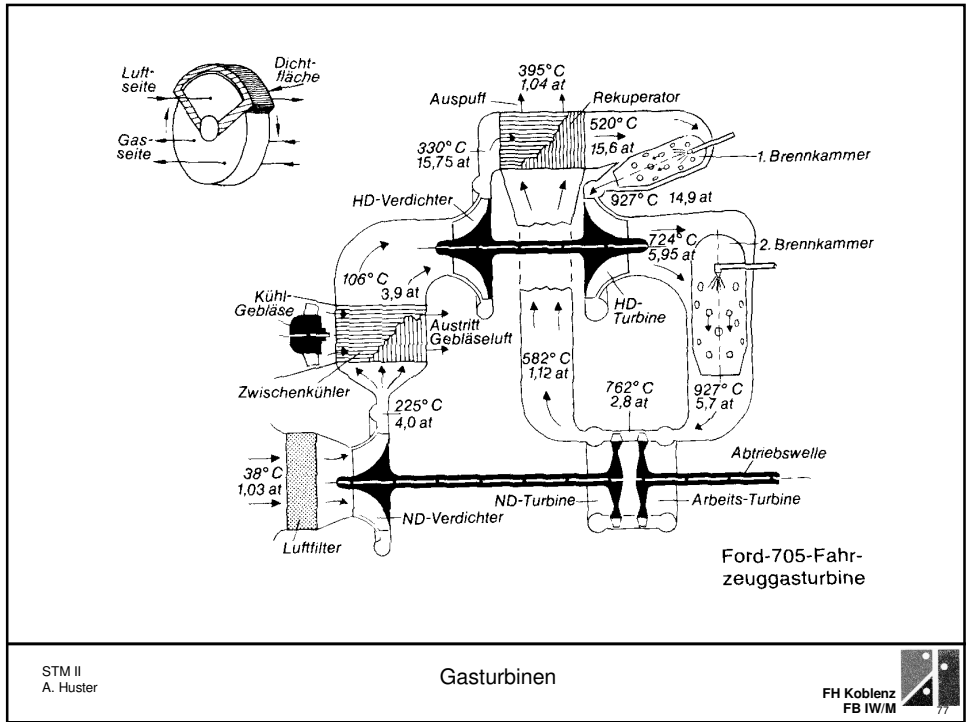 Luft-
seite
Dicht-
fläche
Gas-
seite
395°C
1,04 at
Auspuff
Rekuperator
330°C
15,75 at
520°C
15,6 at
1. Brennkammer
HD-Verdichter
927°C 14,9 at
724°C
5,95 at
2. Brennkammer
106°C
3,9 at
Kühl-
Gebläse
HD-
Turbine
Austritt
Gebläseluft
582°C
1,12 at
Zwischenkühler
762°C
2,8 at
927°C
5,7 at
225°C
4,0 at
38°C
1,03 at
Abtriebswelle
ND-Turbine
Arbeits-Turbine
ND-Verdichter
Luftfilter
Ford-705-Fahr-
zeuggasturbine
STM II
A. Huster
Gasturbinen
FH Koblenz
FB IW/M
77